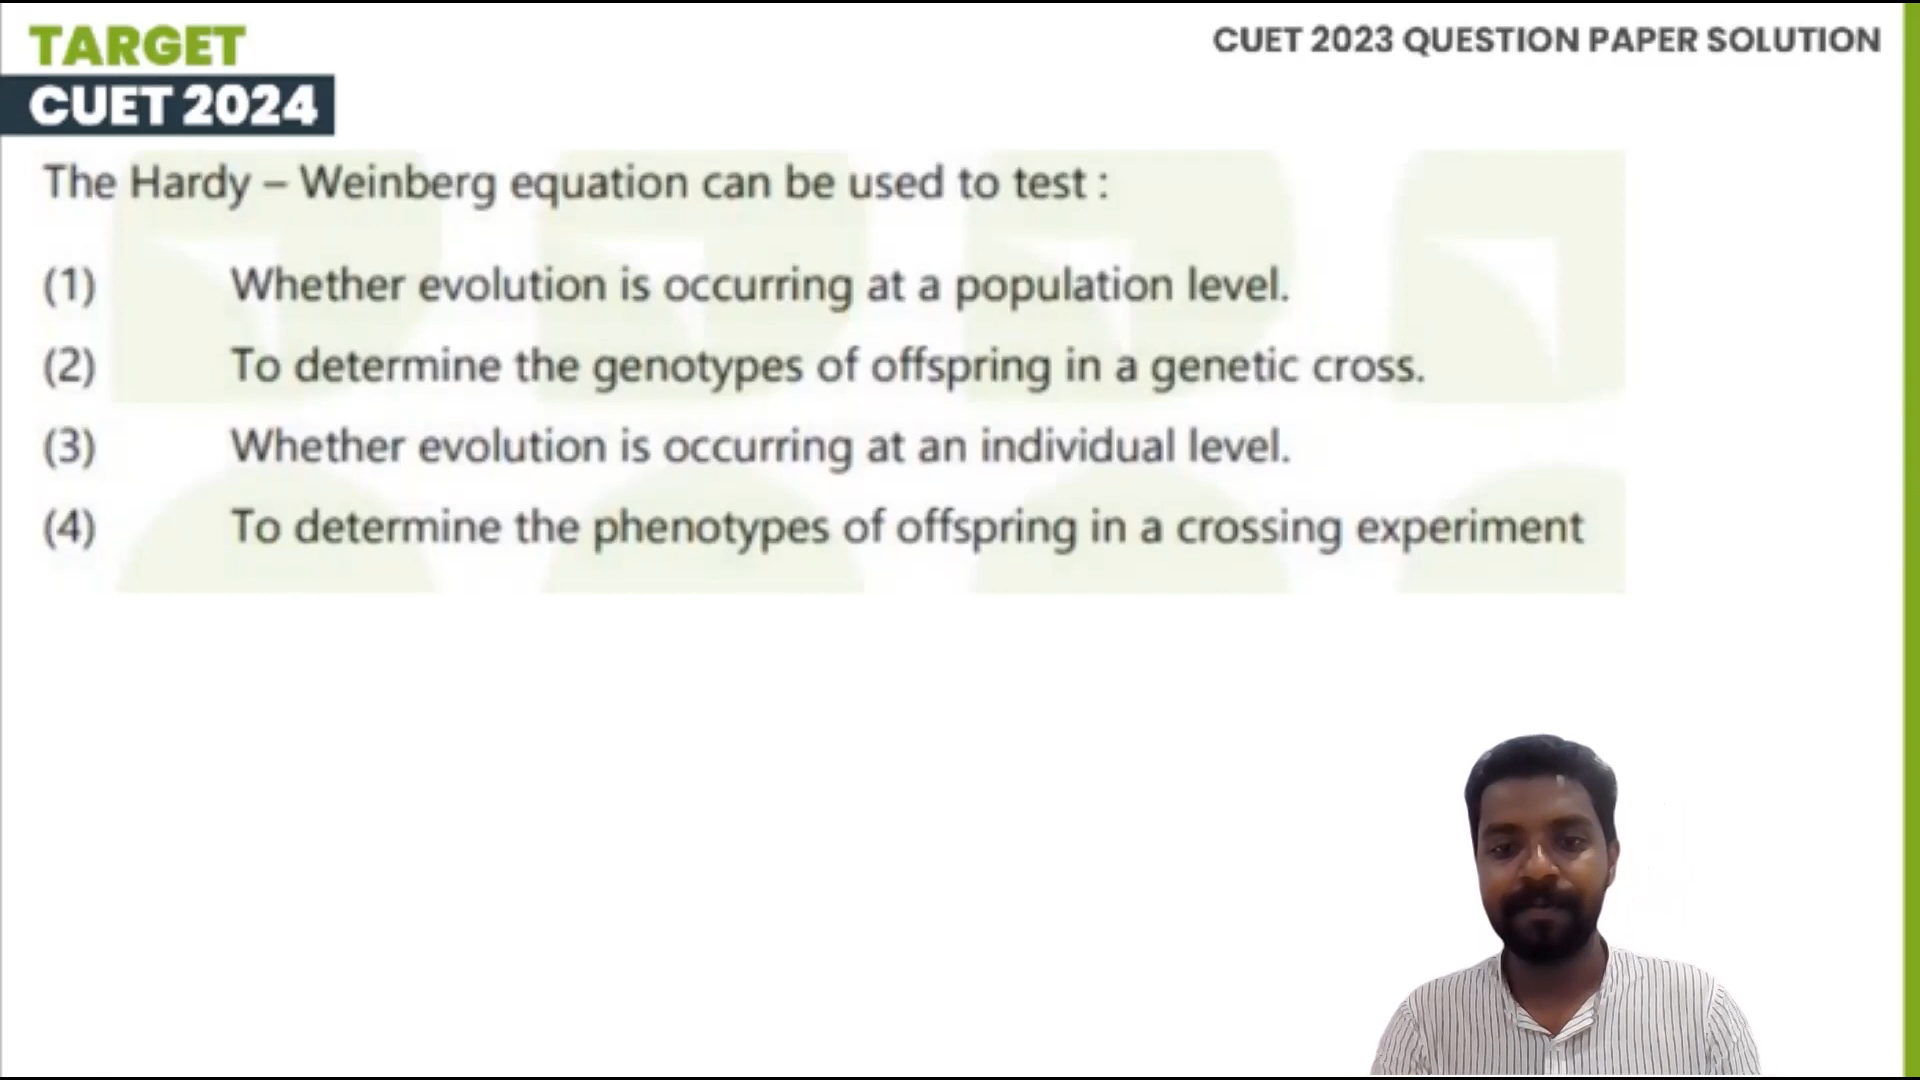 TARGET
CUET 2024
CUET 2023 QUESTION PAPER SOLUTION
The Hardy – Weinberg equation can be used to test :
(1) Whether evolution is occurring at a population level.
(2) To determine the genotypes of offspring in a genetic cross.
(3) Whether evolution is occurring at an individual level.
(4) To determine the phenotypes of offspring in a crossing experiment